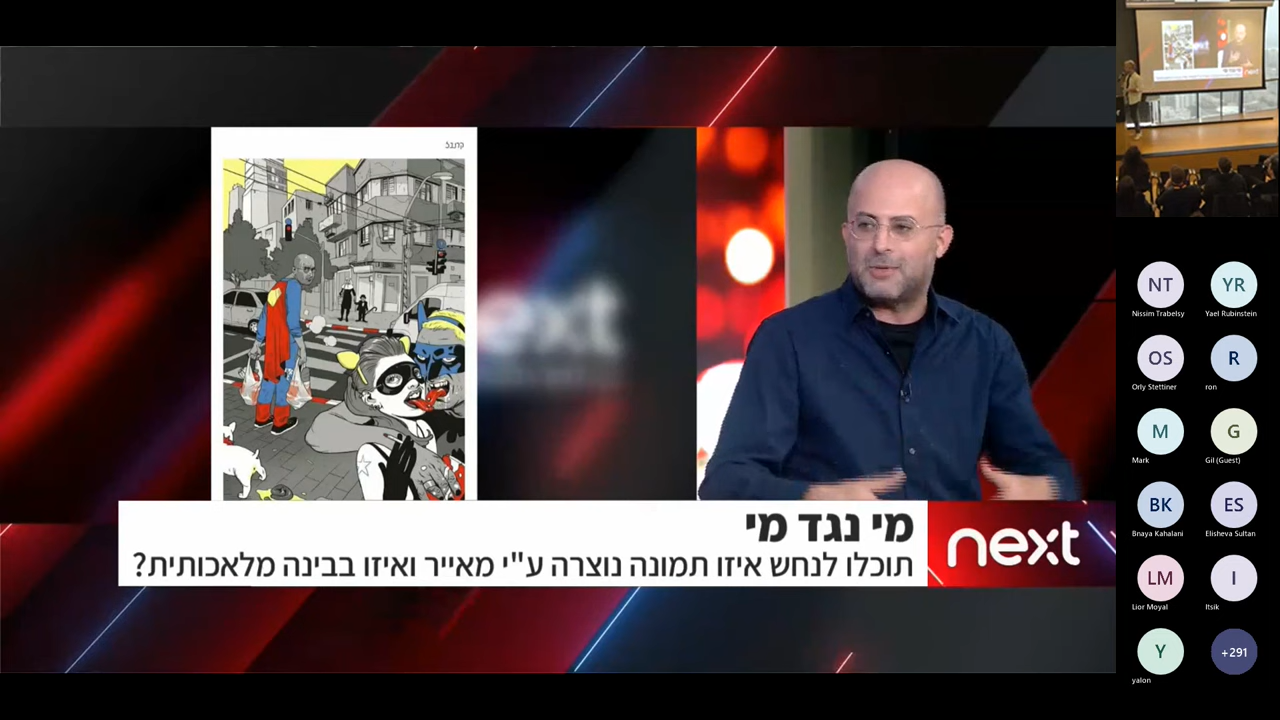 מי נגד מי
תוכלו לנחש איזו תמונה נוצרה ע"י מאייר ואיזו בבינה מלאכותית?
next
NT
Nissim Trabelsy
YR
Yael Rubinstein
OS
Orly Stettiner
R
ron
M
Mark
G
Gil (Guest)
BK
Bnaya Kahalani
ES
Elisheva Sultan
LM
Lior Moyal
I
Itsik
Y
yalon
+291